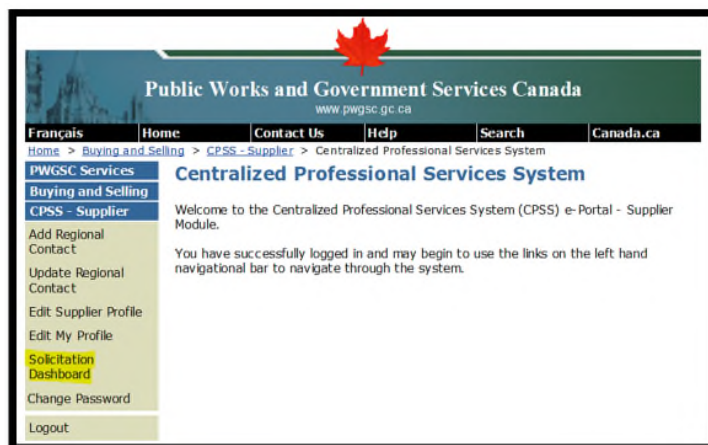 Public Works and Government Services Canada
www.pwgsc.gc.ca
Français Home Contact Us Help Search Canada.ca
Home > Buying and Selling > CPSS - Supplier > Centralized Professional Services System
PWGSC Services
Buying and Selling
CPSS - Supplier
Add Regional
Contact
Update Regional
Contact
Edit Supplier Profile
Edit My Profile
Solicitation
Dashboard
Change Password
Logout
Centralized Professional Services System
Welcome to the Centralized Professional Services System (CPSS) e-Portal - Supplier
Module.
You have successfully logged in and may begin to use the links on the left hand
navigational bar to navigate through the system.